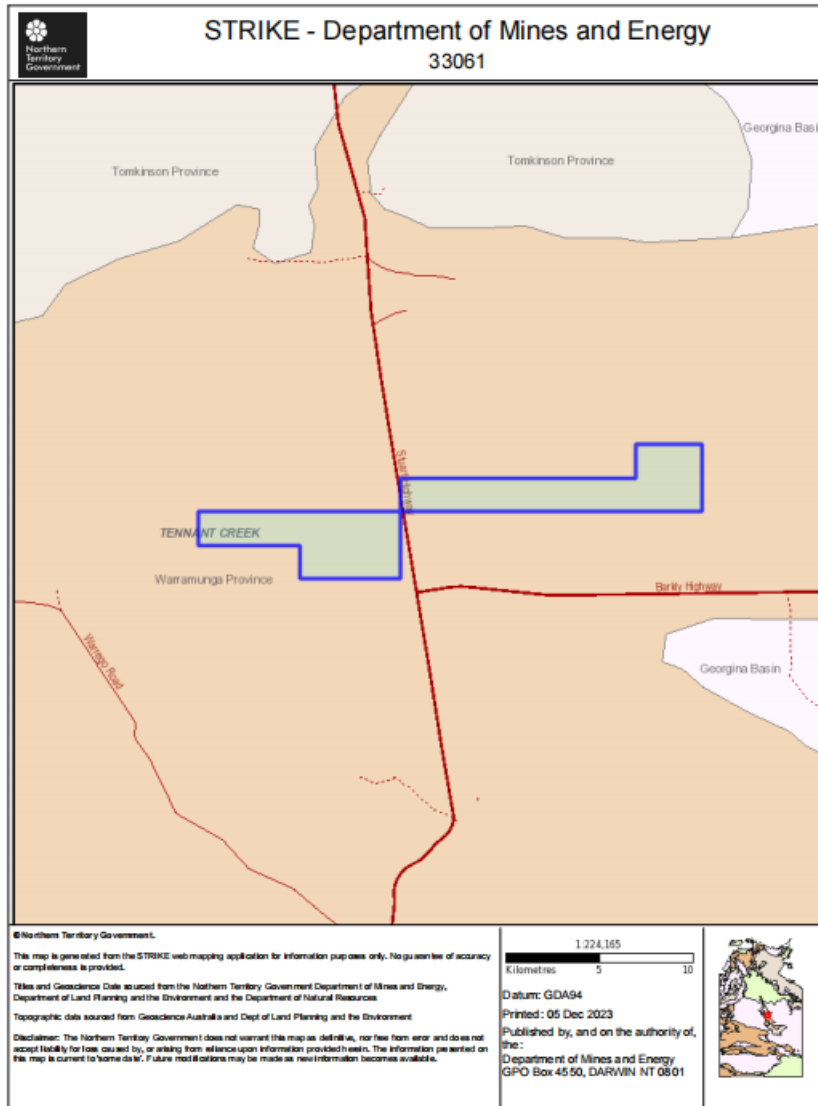 Northern
Territory
Government
STRIKE - Department of Mines and Energy
33061
Georgina Basi
Tomkinson Province
Tomkinson Province
Stuart Highway
TENNANT CREEK
Warramunga Province
Barkly Highway
Warrego Road
Georgina Basin
©Northern Territory Government.
This map is generated from the STRIKE web mapping application for information purposes only. No guarantee of accuracy
or completeness is provided.
Titles and Geoscience Date sourced from the Northern Territory Government Department of Mines and Energy,
Department of Land Planning and the Environment and the Department of Natural Resources
Topographic data sourced from Geoscience Australia and Dept of Land Planning and the Environment
Disclaimer: The Northern Territory Government does not warrant this map as definitive, nor free from error and does not
accept liability for loss caused by, or arising from reliance upon information provided herein. The information presented on
this map is current to 'some date'. Future modifications may be made as new information becomes available.
1:224,165
Kilometres 5 10
Datum: GDA94
Printed: 05 Dec 2023
Published by, and on the authority of,
the:
Department of Mines and Energy
GPO Box 4550, DARWIN NT 0801